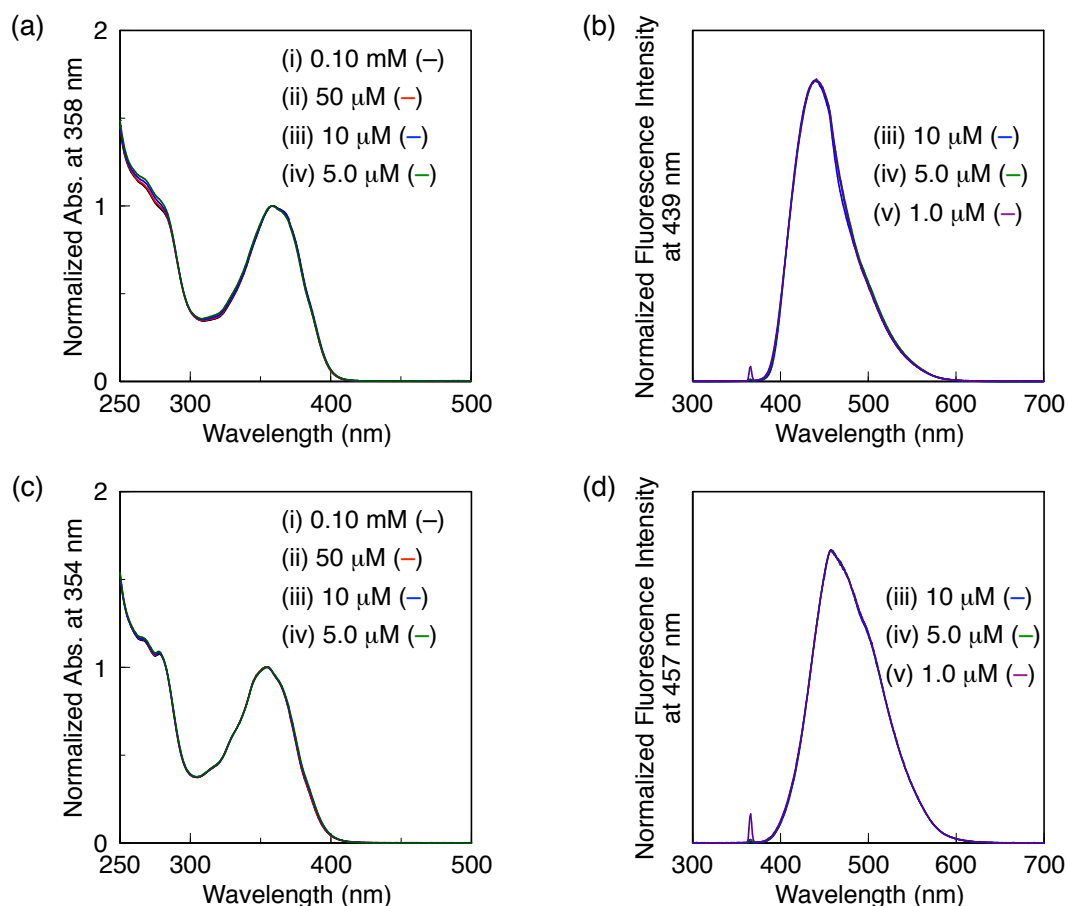 (a)
Normalized Abs. at 358 nm
2
1
0
(i) 0.10 mM (–)
(ii) 50 μM (–)
(iii) 10 μM (–)
(iv) 5.0 μM (–)
250 300 400 500
Wavelength (nm)
(b)
Normalized Fluorescence Intensity
at 439 nm
(iii) 10 μM (–)
(iv) 5.0 μM (–)
(v) 1.0 μM (–)
300 400 500 600 700
Wavelength (nm)
(c)
Normalized Abs. at 354 nm
2
1
0
(i) 0.10 mM (–)
(ii) 50 μM (–)
(iii) 10 μM (–)
(iv) 5.0 μM (–)
250 300 400 500
Wavelength (nm)
(d)
Normalized Fluorescence Intensity
at 457 nm
(iii) 10 μM (–)
(iv) 5.0 μM (–)
(v) 1.0 μM (–)
300 400 500 600 700
Wavelength (nm)